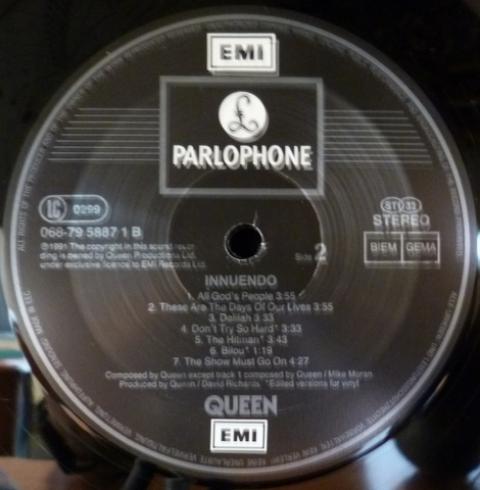 EMI
£
PARLOPHONE
LC 0299
068-79 5887 1 B
℗1991 The copyright in this sound recor
ding is owned by Queen Productions Ltd.
under exclusive licence to EMI Records Ltd.
ST 33
STEREO
BIEM GEMA
Side 2
INNUENDO
1. All God's People 3:55
2. These Are The Days Of Our Lives 3:55
3. Delilah 3:33
4. Don't Try So Hard* 3:33
5. The Hitman* 3:43
6. Bijou* 1:19
7. The Show Must Go On 4:27
Composed by Queen except track 1 composed by Queen / Mike Moran
Produced by Queen / David Richards *Edited versions for vinyl
QUEEN
EMI